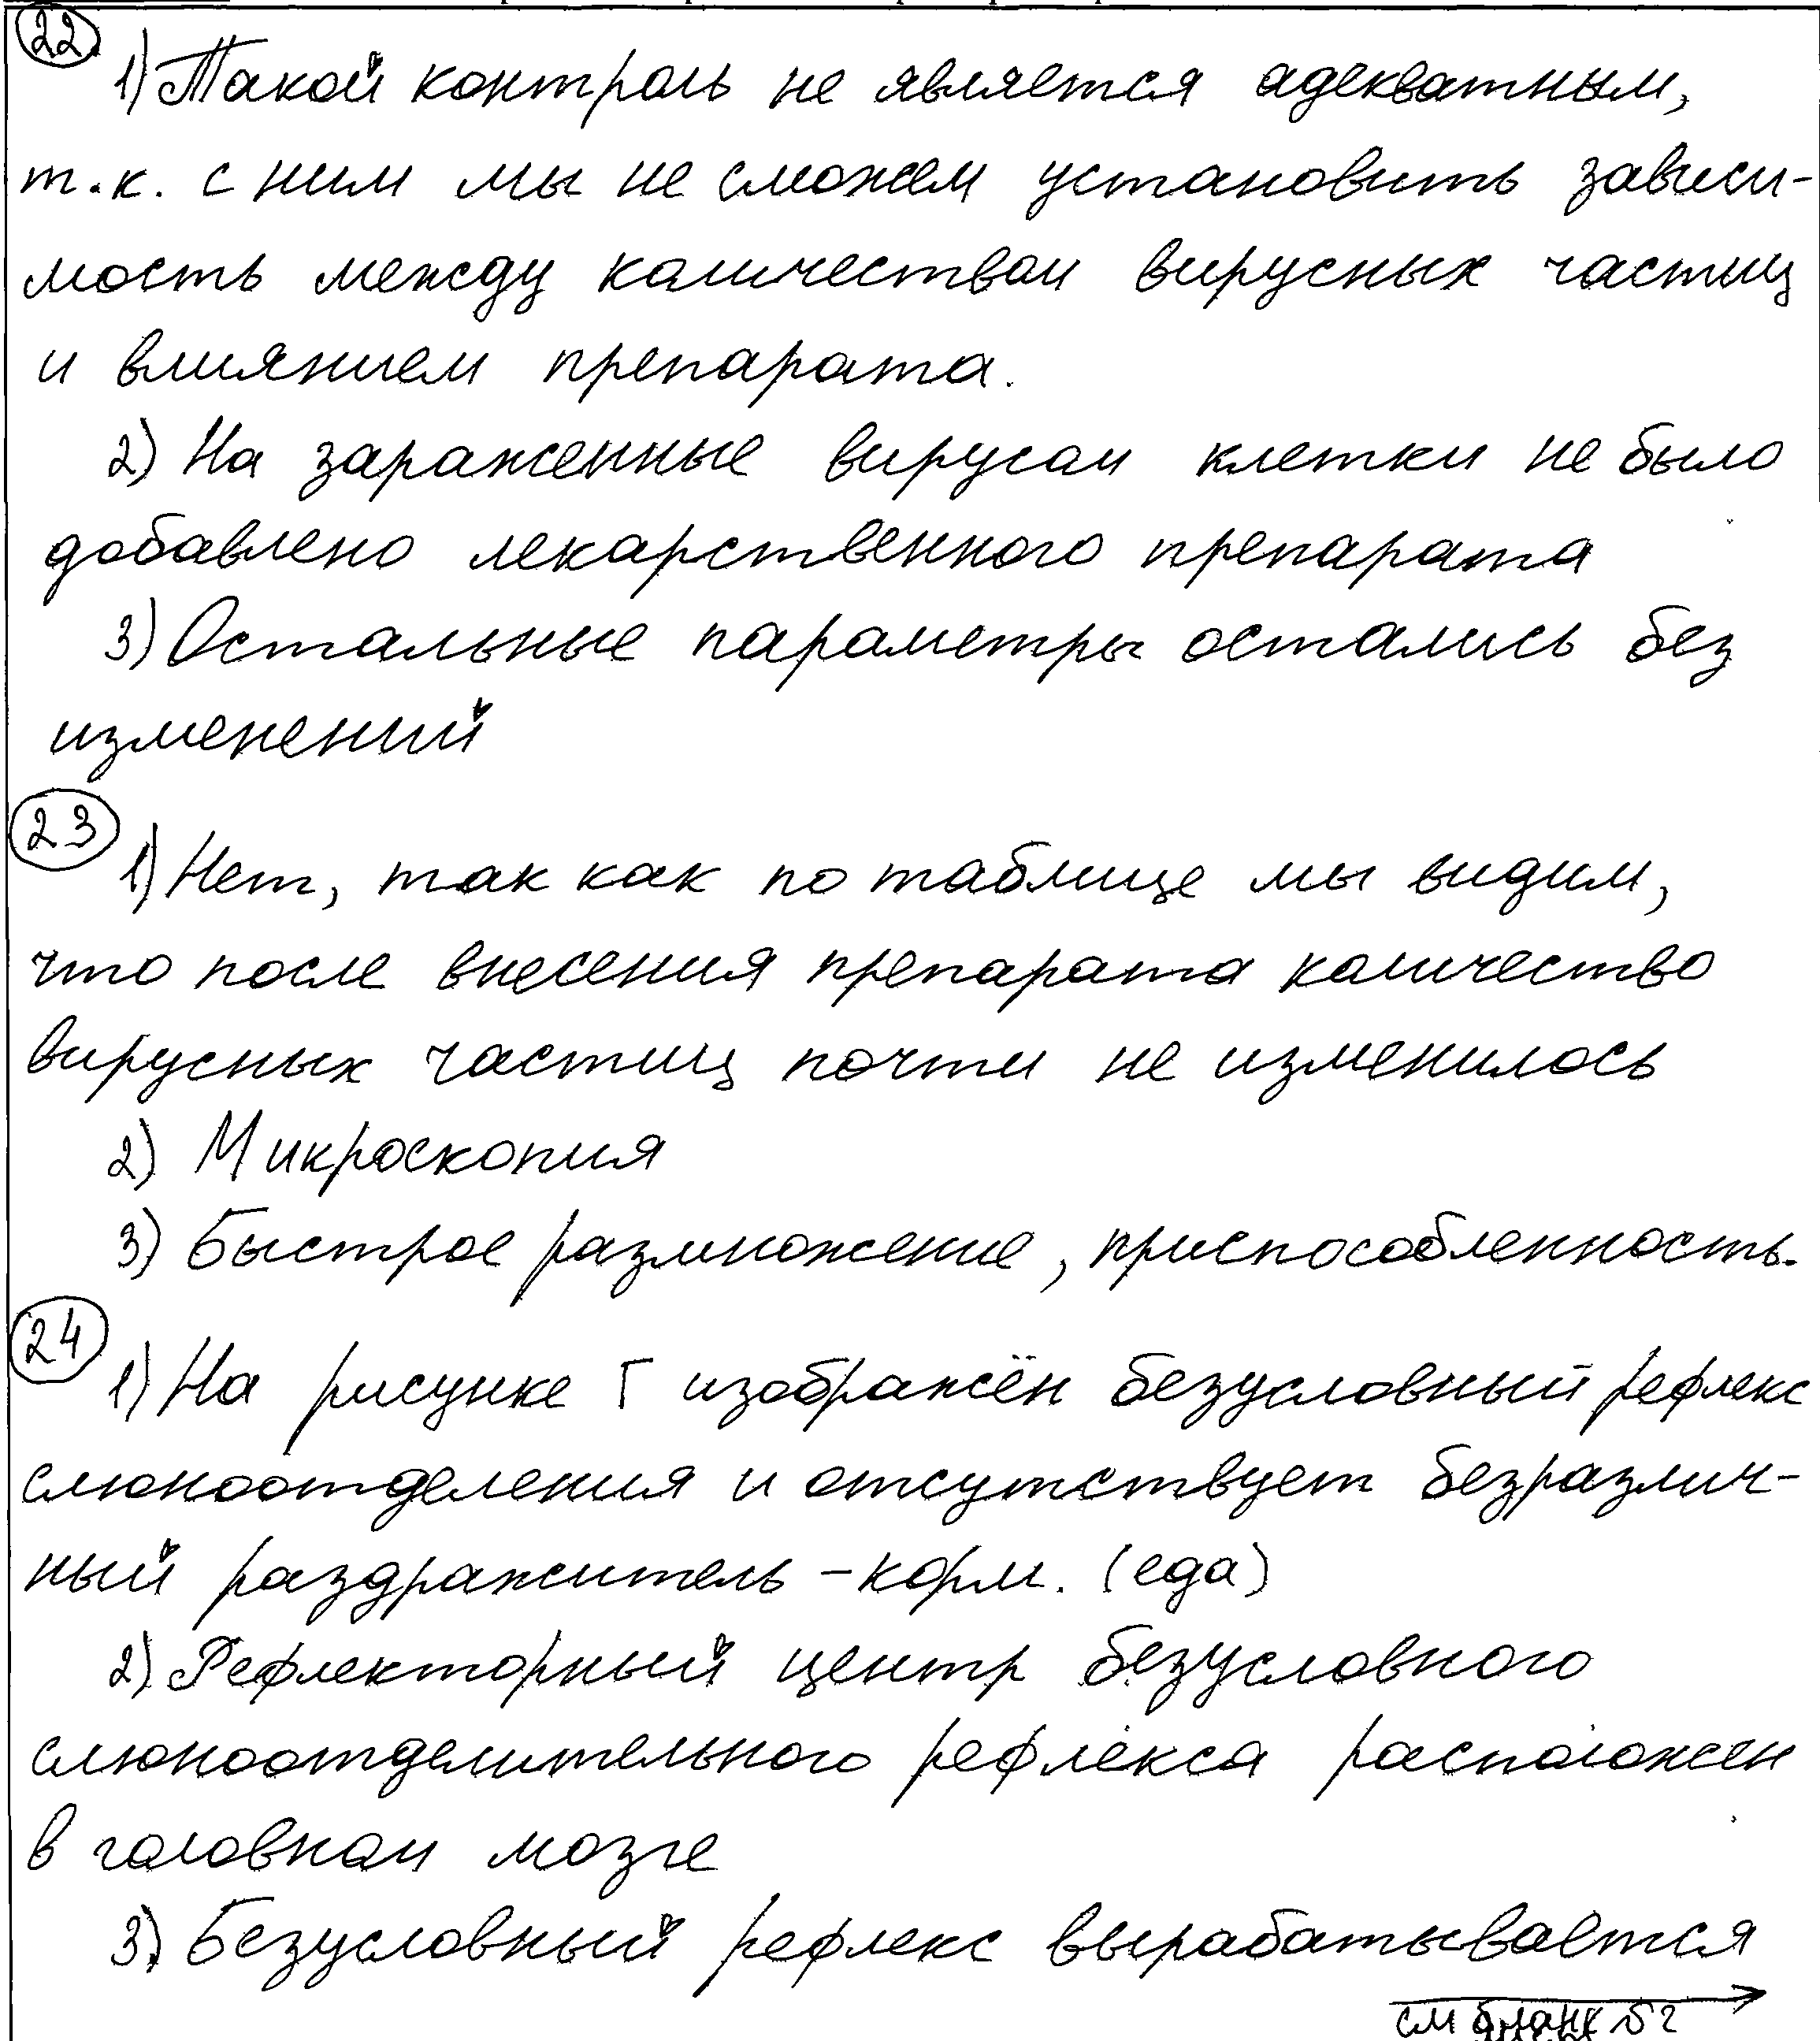 22
1) Такой контроль не является адекватным,
т.к. с ним мы не сможем установить зависи-
мость между количеством вирусных частиц
и влиянием препарата.
2) На зараженные вирусом клетки не было
добавлено лекарственного препарата
3) Остальные параметры остались без
изменений
23
1) Нет, так как по таблице мы видим,
что после внесения препарата количество
вирусных частиц почти не изменилось
2) Микроскопия
3) Быстрое размножение, приспособленность.
24
1) На рисунке Г изображён безусловный рефлекс
слюноотделения и отсутствует безразлич-
ный раздражитель - корм. (еда)
2) Рефлекторный центр безусловного
слюноотделительного рефлекса расположен
в головном мозге
3) Безусловный рефлекс вырабатывается
см бланк